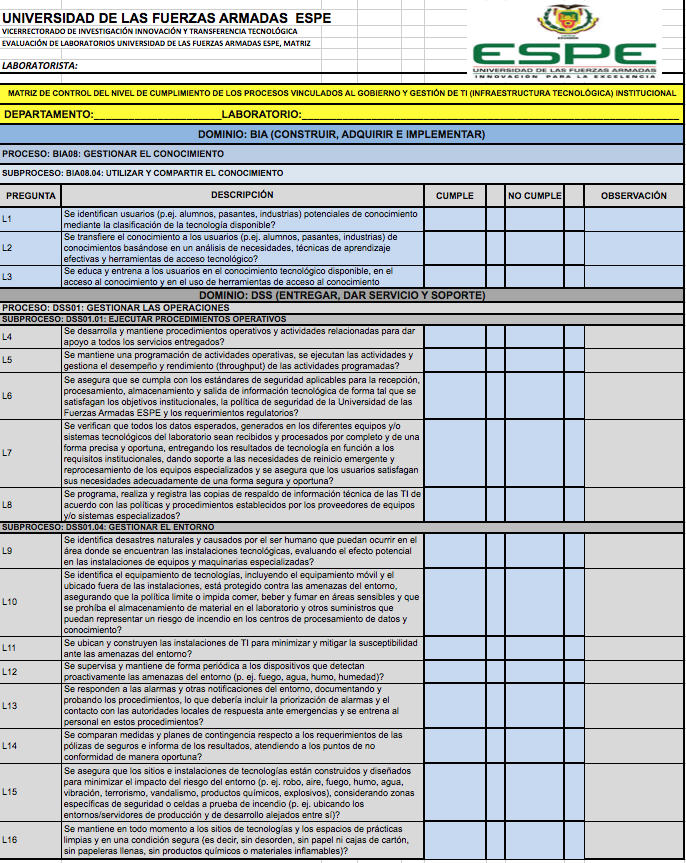 UNIVERSIDAD DE LAS FUERZAS ARMADAS ESPE
VICERRECTORADO DE INVESTIGACIÓN INNOVACIÓN Y TRANSFERENCIA TECNOLÓGICA
EVALUACIÓN DE LABORATORIOS UNIVERSIDAD DE LAS FUERZAS ARMADAS ESPE, MATRIZ
LABORATORISTA:
ESPE
UNIVERSIDAD DE LAS FUERZAS ARMADAS
INNOVACIÓN PARA LA EXCELENCIA
MATRIZ DE CONTROL DEL NIVEL DE CUMPLIMIENTO DE LOS PROCESOS VINCULADOS AL GOBIERNO Y GESTIÓN DE TI (INFRAESTRUCTURA TECNOLÓGICA) INSTITUCIONAL
DEPARTAMENTO:____________________LABORATORIO:____________________
DOMINIO: BIA (CONSTRUIR, ADQUIRIR E IMPLEMENTAR)
PROCESO: BIA08: GESTIONAR EL CONOCIMIENTO
SUBPROCESO: BIA08.04: UTILIZAR Y COMPARTIR EL CONOCIMIENTO
PREGUNTA DESCRIPCIÓN CUMPLE NO CUMPLE OBSERVACIÓN
L1 Se identifican usuarios (p.ej. alumnos, pasantes, industrias) potenciales de conocimiento
mediante la clasificación de la tecnología disponible?
L2 Se transfiere el conocimiento a los usuarios (p.ej. alumnos, pasantes, industrias) de
conocimientos basándose en un análisis de necesidades, técnicas de aprendizaje
efectivas y herramientas de acceso tecnológico?
L3 Se educa y entrena a los usuarios en el conocimiento tecnológico disponible, en el
acceso al conocimiento y en el uso de herramientas de acceso al conocimiento
DOMINIO: DSS (ENTREGAR, DAR SERVICIO Y SOPORTE)
PROCESO: DSS01: GESTIONAR LAS OPERACIONES
SUBPROCESO: DSS01.01: EJECUTAR PROCEDIMIENTOS OPERATIVOS
L4 Se desarrolla y mantiene procedimientos operativos y actividades relacionadas para dar
apoyo a todos los servicios entregados?
L5 Se mantiene una programación de actividades operativas, se ejecutan las actividades y
gestiona el desempeño y rendimiento (throughput) de las actividades programadas?
L6 Se asegura que se cumpla con los estándares de seguridad aplicables para la recepción,
procesamiento, almacenamiento y salida de información tecnológica de forma tal que se
satisfagan los objetivos institucionales, la política de seguridad de la Universidad de las
Fuerzas Armadas ESPE y los requerimientos regulatorios?
L7 Se verifican que todos los datos esperados, generados en los diferentes equipos y/o
sistemas tecnológicos del laboratorio sean recibidos y procesados por completo y de una
forma precisa y oportuna, entregando los resultados de tecnología en función a los
requisitos institucionales, dando soporte a las necesidades de reinicio emergente y
reprocesamiento de los equipos especializados y se asegura que los usuarios satisfagan
sus necesidades adecuadamente de una forma segura y oportuna?
L8 Se programa, realiza y registra las copias de respaldo de información técnica de las TI de
acuerdo con las políticas y procedimientos establecidos por los proveedores de equipos
y/o sistemas especializados?
SUBPROCESO: DSS01.04: GESTIONAR EL ENTORNO
L9 Se identifica desastres naturales y causados por el ser humano que puedan ocurrir en el
área donde se encuentran las instalaciones tecnológicas, evaluando el efecto potencial
en las instalaciones de equipos y maquinarias especializadas?
L10 Se identifica el equipamiento de tecnologías, incluyendo el equipamiento móvil y el
ubicado fuera de las instalaciones, está protegido contra las amenazas del entorno,
asegurando que la política limite o impida comer, beber y fumar en áreas sensibles y que
se prohíba el almacenamiento de material en el laboratorio y otros suministros que
puedan representar un riesgo de incendio en los centros de procesamiento de datos y
conocimiento?
L11 Se ubican y construyen las instalaciones de TI para minimizar y mitigar la susceptibilidad
ante las amenazas del entorno?
L12 Se supervisa y mantiene de forma periódica a los dispositivos que detectan
proactivamente las amenazas del entorno (p. ej. fuego, agua, humo, humedad)?
L13 Se responden a las alarmas y otras notificaciones del entorno, documentando y
probando los procedimientos, lo que debería incluir la priorización de alarmas y el
contacto con las autoridades locales de respuesta ante emergencias y se entrena al
personal en estos procedimientos?
L14 Se comparan medidas y planes de contingencia respecto a los requerimientos de las
pólizas de seguros e informa de los resultados, atendiendo a los puntos de no
conformidad de manera oportuna?
L15 Se asegura que los sitios e instalaciones de tecnologías están construidos y diseñados
para minimizar el impacto del riesgo del entorno (p. ej. robo, aire, fuego, humo, agua,
vibración, terrorismo, vandalismo, productos químicos, explosivos), considerando zonas
específicas de seguridad o celdas a prueba de incendio (p. ej. ubicando los
entornos/servidores de producción y de desarrollo alejados entre sí)?
L16 Se mantiene en todo momento a los sitios de tecnologías y los espacios de prácticas
limpias y en una condición segura (es decir, sin desorden, sin papel ni cajas de cartón,
sin papeleras llenas, sin productos químicos o materiales inflamables)?